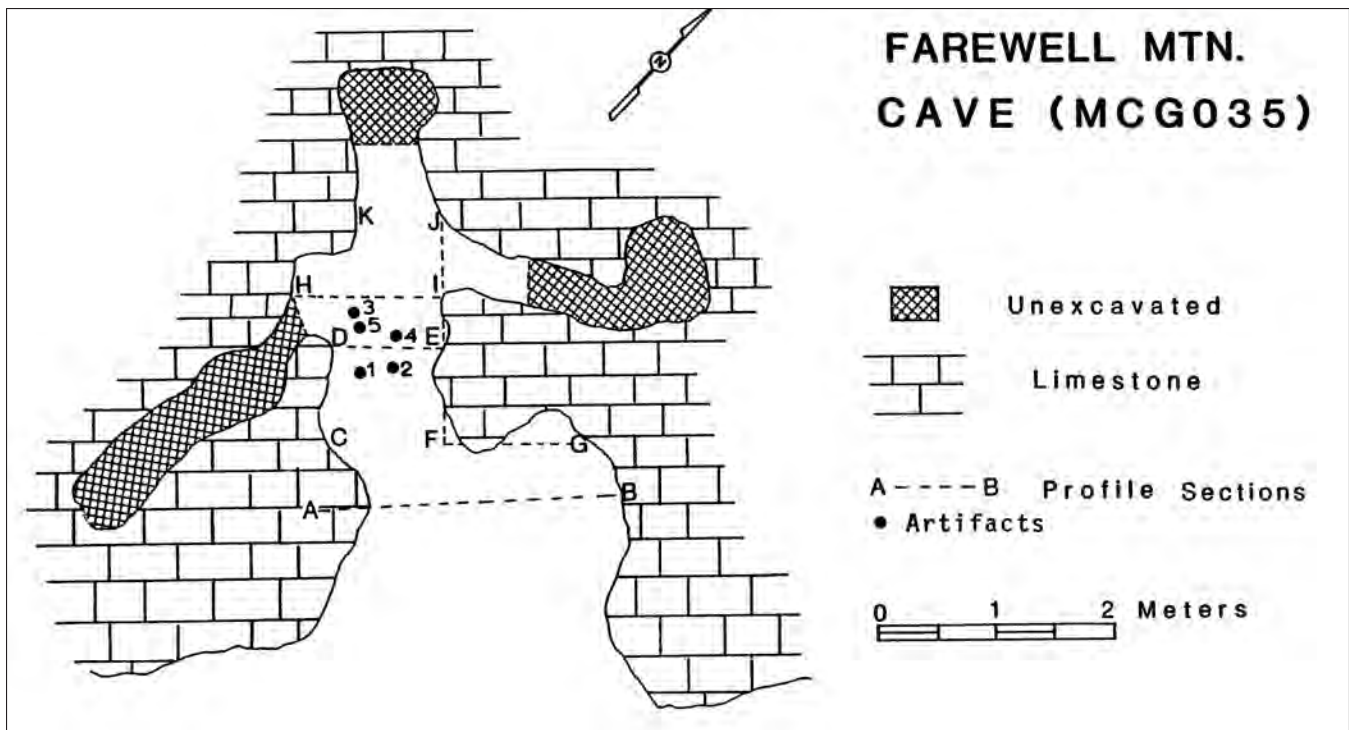 FAREWELL MTN.
CAVE (MCG035)
N
K
J
H
I
3
5
D
4
E
1
2
C
F
G
A
B
Unexcavated
Limestone
A----B Profile Sections
Artifacts
0 1 2 Meters